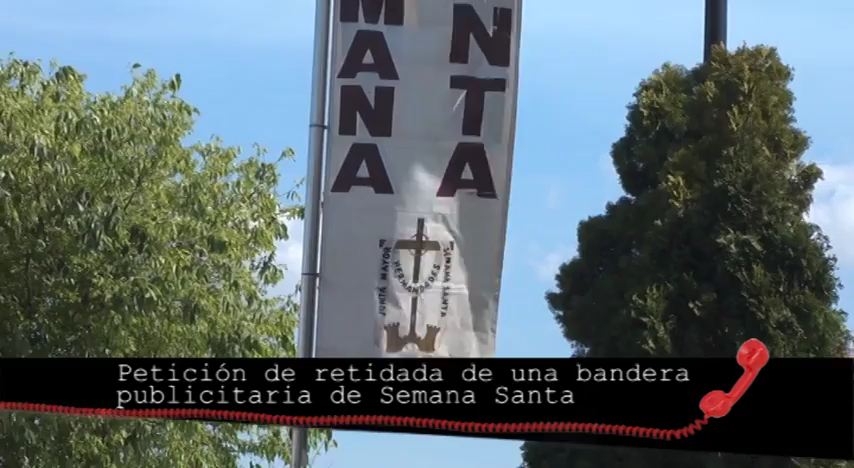 MANA
NTA
JUNTA MAYOR
HERMANDADES
SEMANA SANTA
Petición de retidada de una bandera
publicitaria de Semana Santa